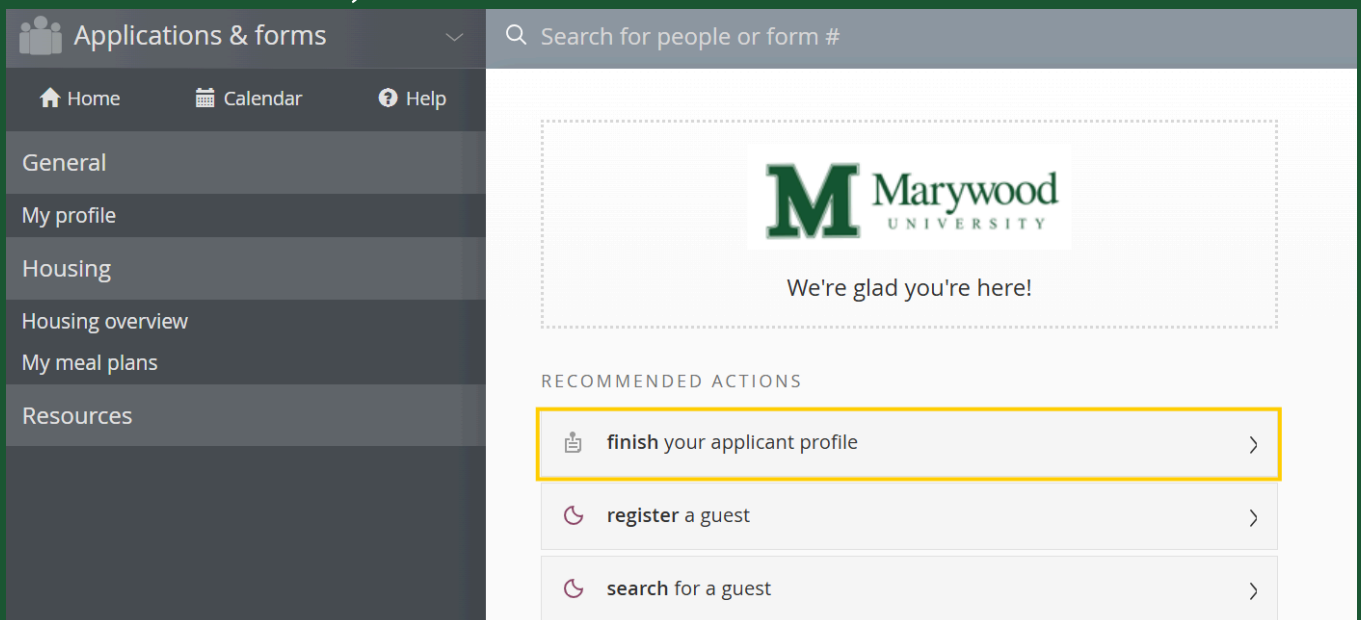 Applications & forms
Search for people or form #
Home
Calendar
Help
General
My profile
Housing
Housing overview
My meal plans
Resources
M Marywood
UNIVERSITY
We're glad you're here!
RECOMMENDED ACTIONS
finish your applicant profile
register a guest
search for a guest